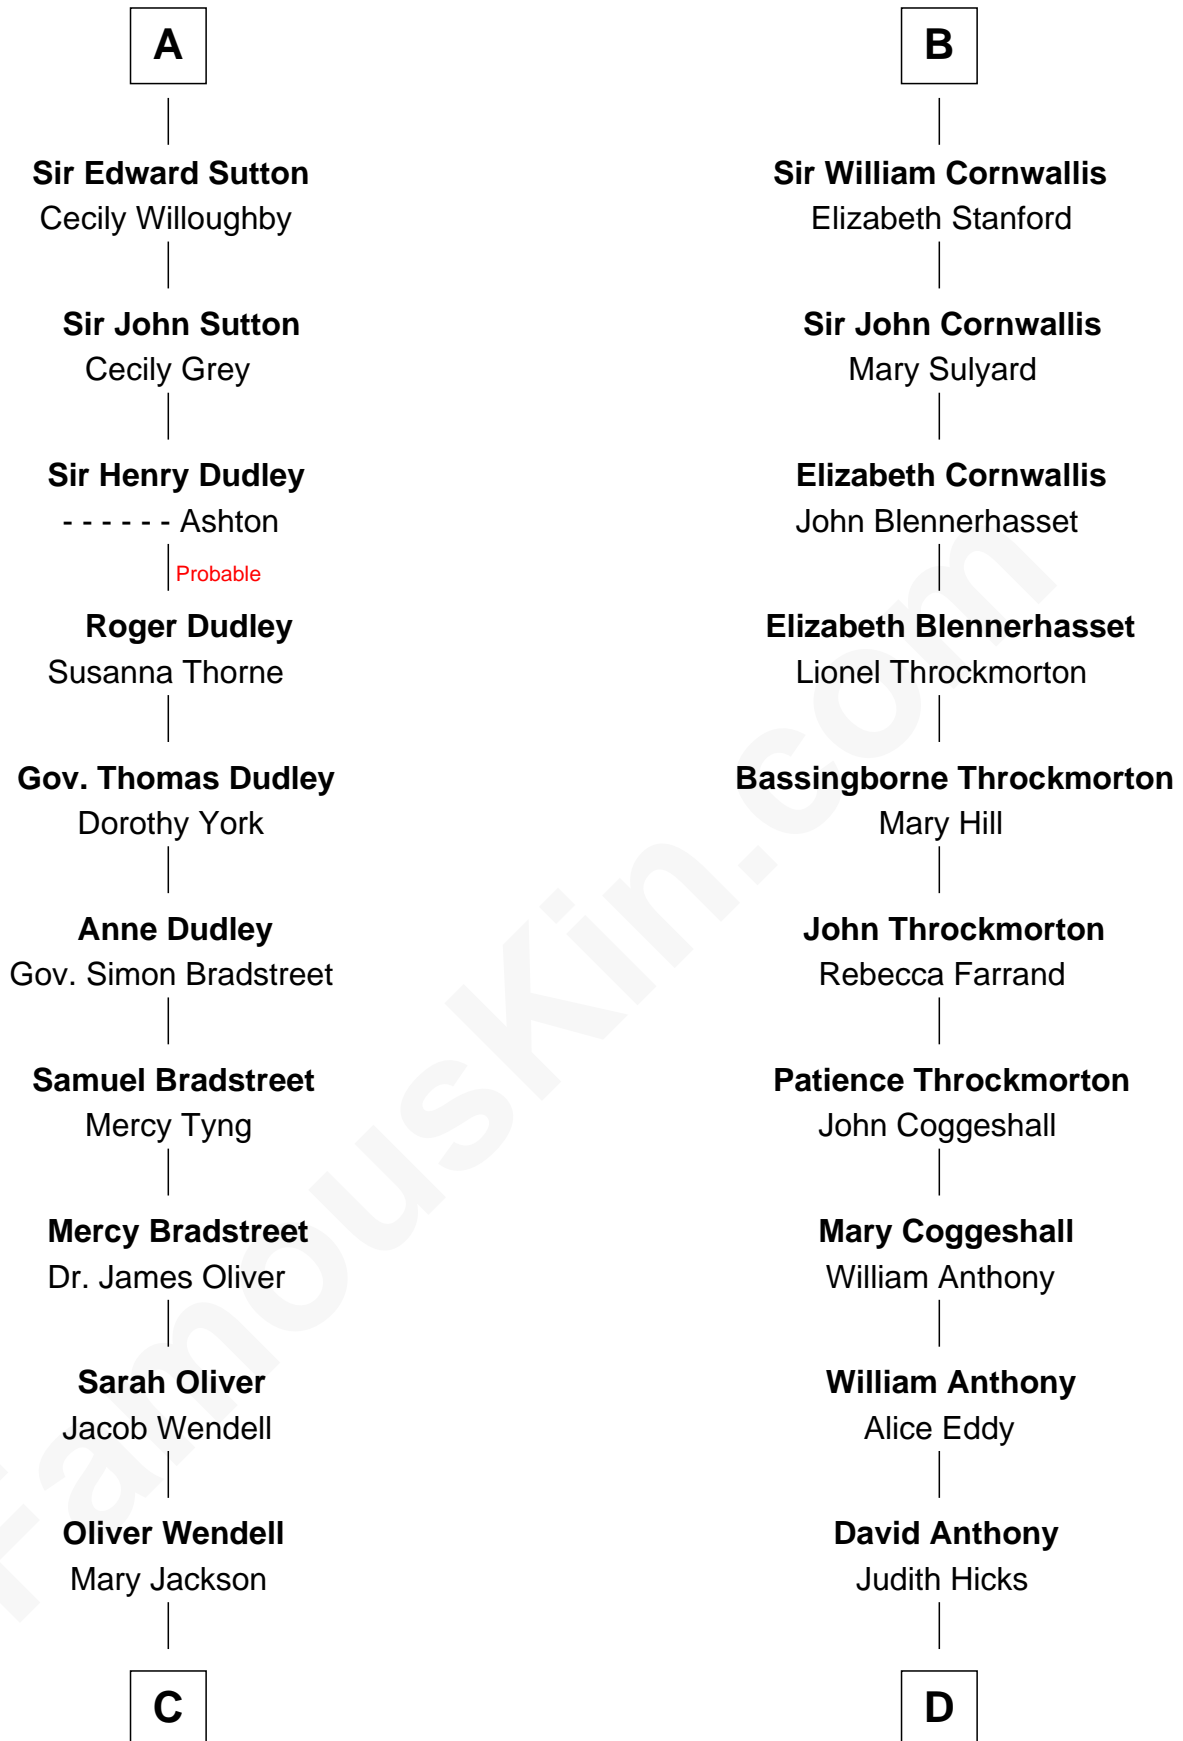 A
Sir Edward Sutton
Cecily Willoughby
Sir John Sutton
Cecily Grey
Sir Henry Dudley
- - - - - - Ashton
Probable
Roger Dudley
Susanna Thorne
Gov. Thomas Dudley
Dorothy York
Anne Dudley
Gov. Simon Bradstreet
Samuel Bradstreet
Mercy Tyng
Mercy Bradstreet
Dr. James Oliver
Sarah Oliver
Jacob Wendell
Oliver Wendell
Mary Jackson
C
B
Sir William Cornwallis
Elizabeth Stanford
Sir John Cornwallis
Mary Sulyard
Elizabeth Cornwallis
John Blennerhasset
Elizabeth Blennerhasset
Lionel Throckmorton
Bassingborne Throckmorton
Mary Hill
John Throckmorton
Rebecca Farrand
Patience Throckmorton
John Coggeshall
Mary Coggeshall
William Anthony
William Anthony
Alice Eddy
David Anthony
Judith Hicks
D
FamousKin.com